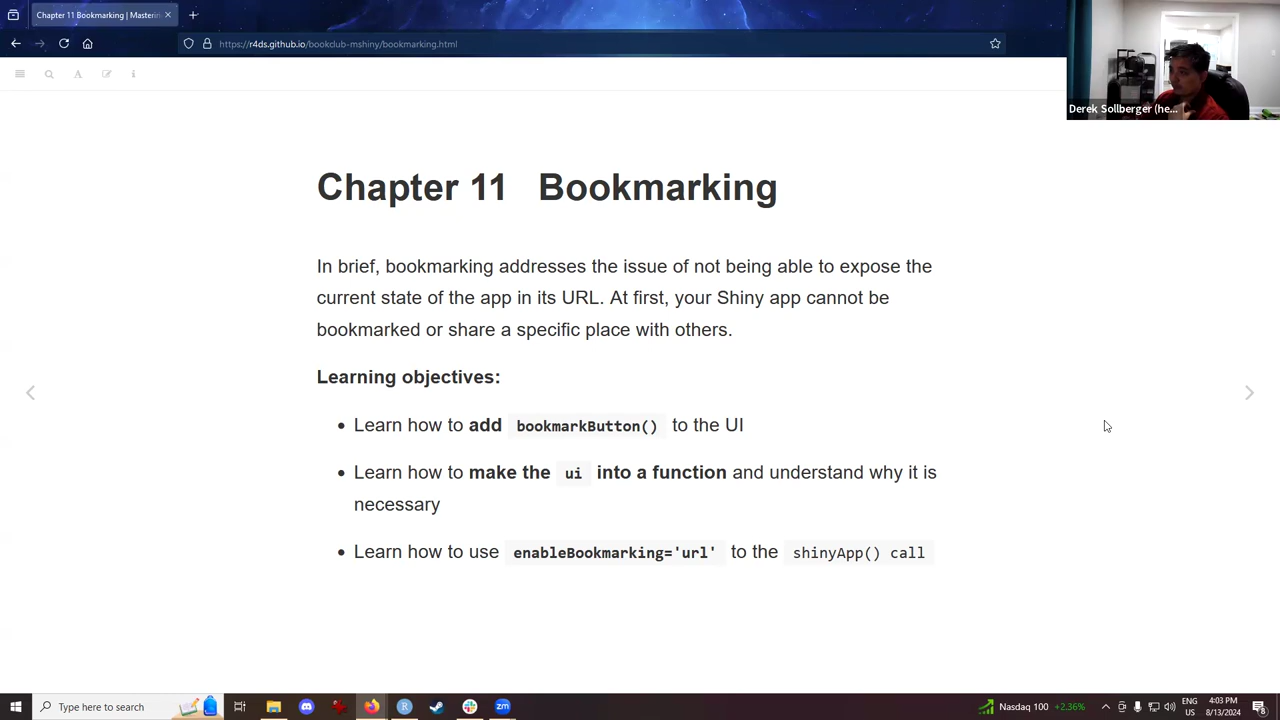 Chapter 11 Bookmarking | Masterin
https://r4ds.github.io/bookclub-mshiny/bookmarking.html
A
i
Derek Sollberger (he...
Chapter 11 Bookmarking
In brief, bookmarking addresses the issue of not being able to expose the
current state of the app in its URL. At first, your Shiny app cannot be
bookmarked or share a specific place with others.
Learning objectives:
Learn how to add bookmarkButton() to the UI
Learn how to make the ui into a function and understand why it is
necessary
Learn how to use enableBookmarking='url' to the shinyApp() call
Type here to search
R
zm
Nasdaq 100 +2.36%
ENG
US
4:03 PM
8/13/2024
8